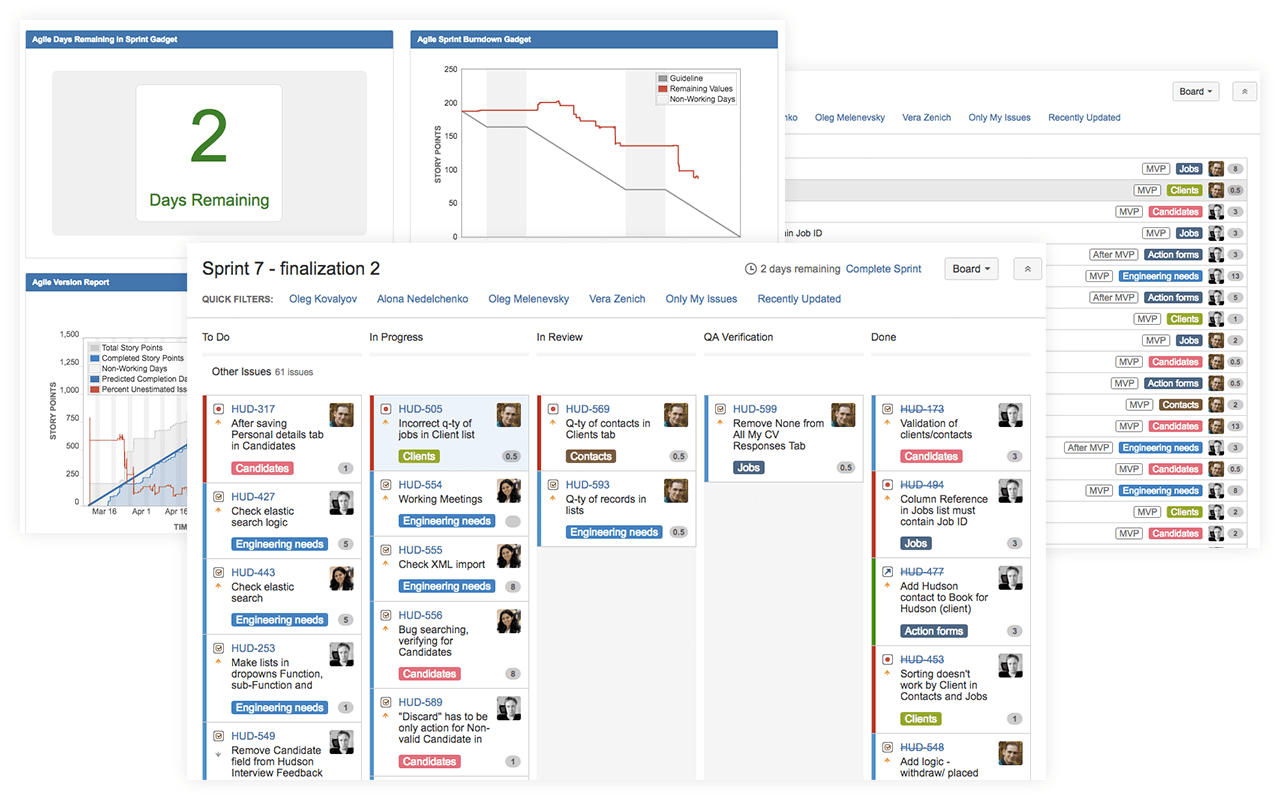 Agile Days Remaining In Sprint Gadget
2
Days Remaining
Agile Sprint Burndown Gadget
250
200
150
100
50
0
STORY POINTS
Guideline
Remaining Values
Non-Working Days
Agile Version Report
1,500
1,250
1,000
750
500
250
0
STORY POINTS
Total Story Points
Completed Story Points
Non-Working Days
Predicted Completion Da
Percent Unestimated Iss
Mar 16 Apr 1 Apr 16
TIM
Board
nko Oleg Melenevsky Vera Zenich Only My Issues Recently Updated
MVP Jobs 8
MVP Clients 0.5
MVP Candidates 3
ain Job ID MVP Jobs 3
After MVP Action forms 3
MVP Engineering needs 13
After MVP Action forms 5
MVP Clients 1
MVP Jobs 2
MVP Candidates 0.5
MVP Action forms 0.5
MVP Contacts 2
MVP Candidates 13
After MVP Engineering needs 3
MVP Candidates 0.5
MVP Engineering needs 8
MVP Clients 2
MVP Candidates 2
Sprint 7 - finalization 2
2 days remaining Complete Sprint Board
QUICK FILTERS: Oleg Kovalyov Alona Nedelchenko Oleg Melenevsky Vera Zenich Only My Issues Recently Updated
To Do In Progress In Review QA Verification Done
Other Issues 61 issues
HUD-317
After saving
Personal details tab
in Candidates
Candidates 1
HUD-427
Check elastic
search logic
Engineering needs 5
HUD-443
Check elastic
search
Engineering needs 5
HUD-253
Make lists in
dropowns Function,
sub-Function and
Engineering needs 1
HUD-549
Remove Candidate
field from Hudson
Interview Feedback
HUD-505
Incorrect q-ty of
jobs in Client list
Clients 0.5
HUD-554
Working Meetings
Engineering needs
HUD-555
Check XML import
Engineering needs 8
HUD-556
Bug searching,
verifying for
Candidates
Candidates 8
HUD-589
"Discard" has to be
only action for Non-
valid Candidate in
Candidates 1
HUD-569
Q-ty of contacts in
Clients tab
Contacts 0.5
HUD-593
Q-ty of records in
lists
Engineering needs 0.5
HUD-599
Remove None from
All My CV
Responses Tab
Jobs 0.5
HUD-173
Validation of
clients/contacts
Candidates 3
HUD-494
Column Reference
in Jobs list must
contain Job ID
Jobs 3
HUD-477
Add Hudson
contact to Book for
Hudson (client)
Action forms 3
HUD-453
Sorting doesn't
work by Client in
Contacts and Jobs
Clients 1
HUD-548
Add logic -
withdraw/ placed